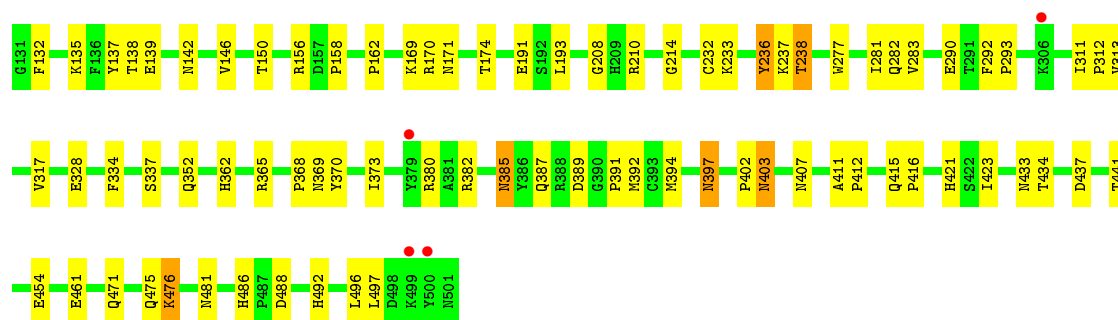 G131 F132 K135 F136 Y137 T138 E139 N142 V146 T150 R156 D157 P158 P162 K169 R170 N171 T174 E191 S192 L193 G208 H209 R210 G214 C232 K233 Y236 K237 T238 W277 I281 Q282 V283 E290 T291 F292 P293 K306 I311 P312 V313
V317 E328 F334 S337 Q352 H362 R365 P368 N369 Y370 I373 Y379 R380 A381 R382 N385 Y386 Q387 R388 D389 G390 P391 M392 C393 M394 N397 P402 N403 N407 A411 P412 Q415 P416 H421 S422 I423 N433 T434 D437 T441
E454 E461 Q471 Q475 K476 N481 H486 P487 D488 H492 L496 L497 D498 K499 Y500 N501